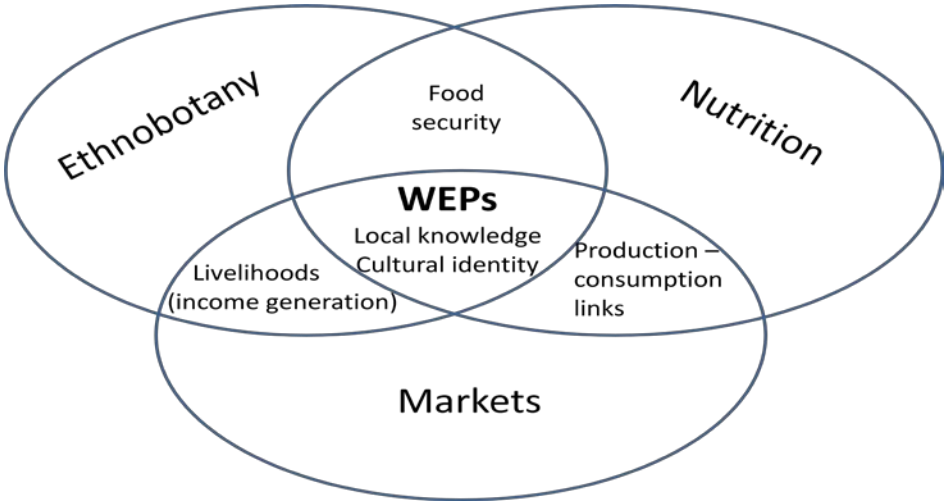 Ethnobotany
Nutrition
Food
security
WEPs
Local knowledge
Cultural identity
Livelihoods
(income generation)
Production –
consumption
links
Markets